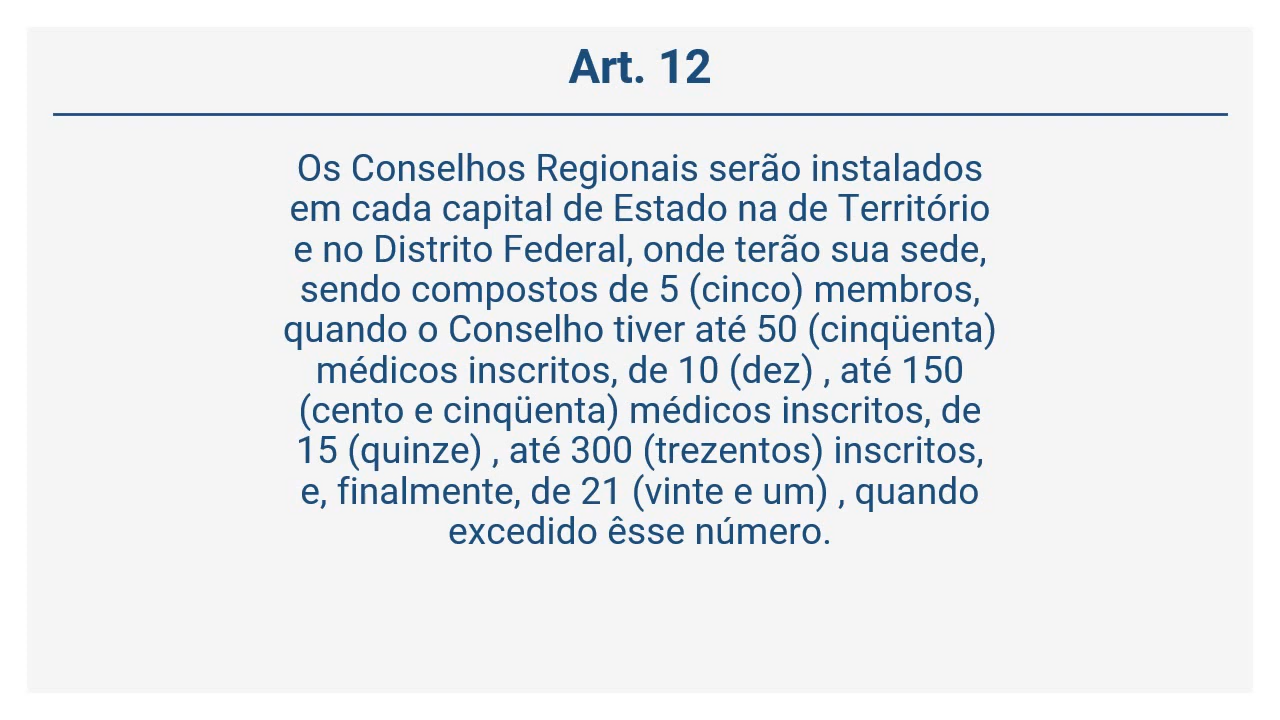 Art. 12
Os Conselhos Regionais serão instalados
em cada capital de Estado na de Território
e no Distrito Federal, onde terão sua sede,
sendo compostos de 5 (cinco) membros,
quando o Conselho tiver até 50 (cinqüenta)
médicos inscritos, de 10 (dez) , até 150
(cento e cinqüenta) médicos inscritos, de
15 (quinze) , até 300 (trezentos) inscritos,
e, finalmente, de 21 (vinte e um) , quando
excedido êsse número.